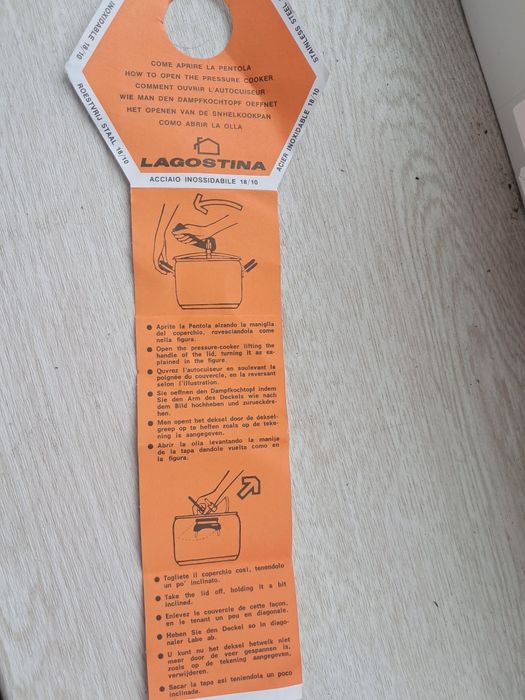 INOXIDABLE 18/10
STAINLESS STEEL
COME APRIRE LA PENTOLA
HOW TO OPEN THE PRESSURE COOKER
COMMENT OUVRIR L'AUTOCUISEUR
WIE MAN DEN DAMPFKOCHTOPF OEFFNET
HET OPENEN VAN DE SNHELKOOKPAN
COMO ABRIR LA OLLA
ROESTVRIJ STAAL 18/10
ACIER INOXIDABLE 18/10
LAGOSTINA
ACCIAIO INOSSIDABILE 18/10
● Aprite la Pentola alzando la maniglia
del coperchio, rovesciandola come
nella figura.
● Open the pressure-cooker lifting the
handle of the lid, turning it as ex-
plained in the figure.
● Ouvrez l'autocuiseur en soulevant la
poignée du couvercle, en la reversant
selon l'illustration.
● Sie oeffnen den Dampfkochtopf indem
Sie den Arm des Deckels wie nach
dem Bild hochheben und zurueckdre-
hen.
● Men opent het deksel door de deksel-
greep op te heffen zoals op de teke-
ning is aangegeven.
● Abrir la olla levantando la manija
de la tapa dandole vuelta como en
la figura.
● Togliete il coperchio così, tenendolo
un po' inclinato.
● Take the lid off, holding it a bit
inclined.
● Enlevez le couvercle de cette façon,
en le tenant un peu en diagonale.
● Heben Sie den Deckel so in diago-
naler Labe ab.
● U kunt nu het deksel hetwelk niet
meer door de veer gespannen is,
zoals op de tekening aangegeven,
verwijderen.
● Sacar la tapa asi teniendola un poco
inclinada.